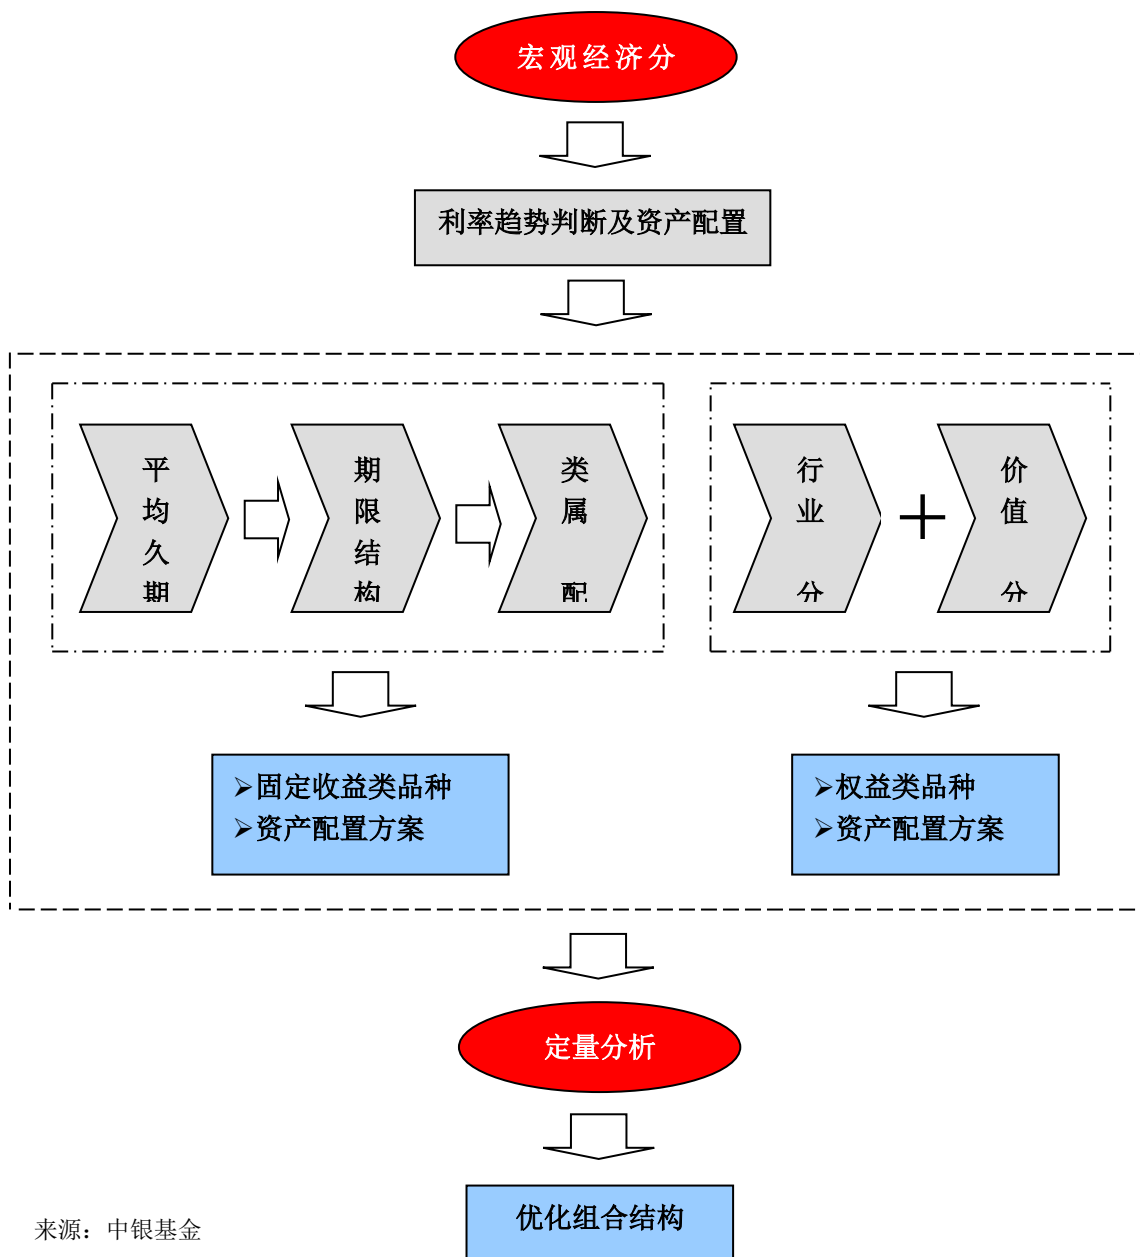 宏观经济分
利率趋势判断及资产配置
平均久期
期限结构
类属配
行业分
价值分
＋
➢固定收益类品种
➢资产配置方案
➢权益类品种
➢资产配置方案
定量分析
优化组合结构
来源：中银基金